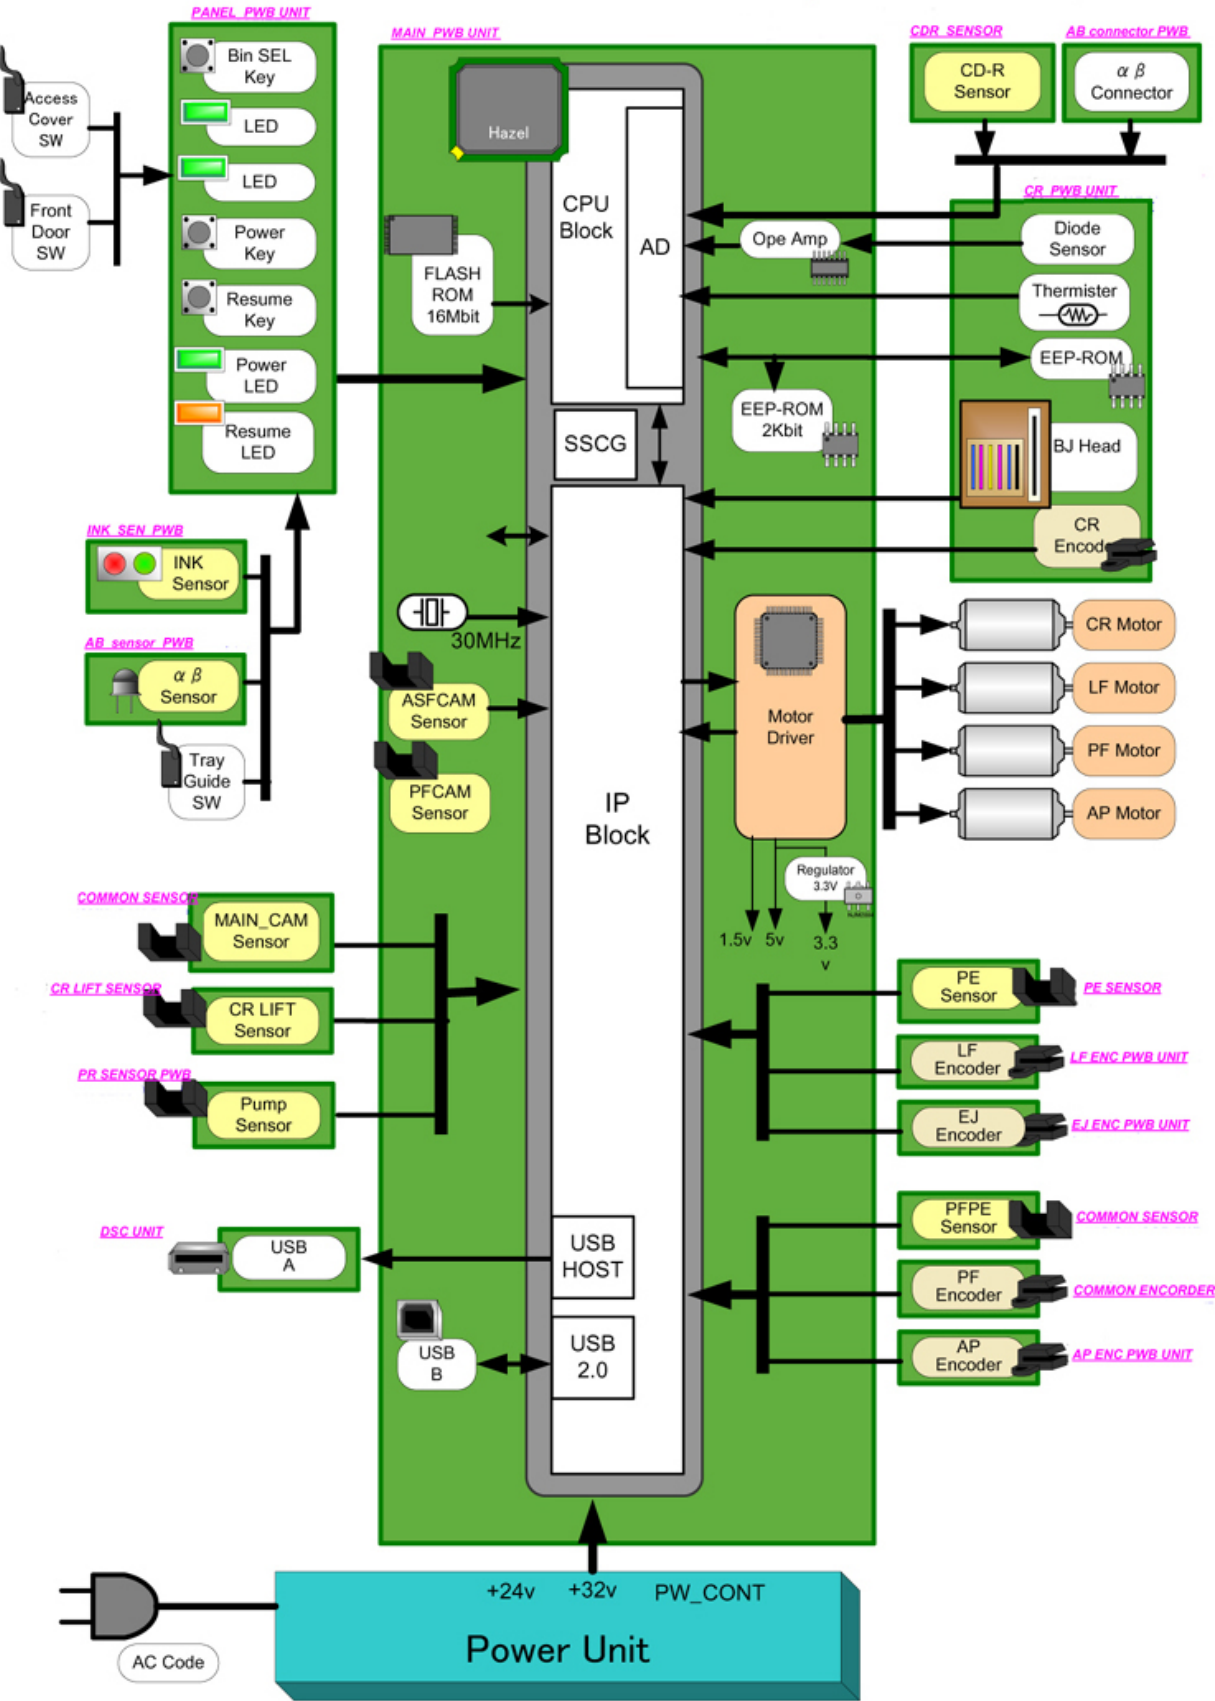 PANEL PWB UNIT
Bin SEL
Key
LED
LED
Power
Key
Resume
Key
Power
LED
Resume
LED
Access
Cover
SW
Front
Door
SW
INK SEN PWB
INK
Sensor
AB sensor PWB
α β
Sensor
Tray
Guide
SW
MAIN PWB UNIT
Hazel
CPU
Block
AD
FLASH
ROM
16Mbit
SSCG
Ope Amp
EEP-ROM
2Kbit
30MHz
ASFCAM
Sensor
PFCAM
Sensor
IP
Block
Motor
Driver
Regulator
3.3V
1.5v
5v
3.3
v
CDR SENSOR
CD-R
Sensor
AB connector PWB
α β
Connector
CR PWB UNIT
Diode
Sensor
Thermister
EEP-ROM
BJ Head
CR
Encoder
CR Motor
LF Motor
PF Motor
AP Motor
COMMON SENSOR
MAIN_CAM
Sensor
CR LIFT SENSOR
CR LIFT
Sensor
PR SENSOR PWB
Pump
Sensor
PE
Sensor
PE SENSOR
LF
Encoder
LF ENC PWB UNIT
EJ
Encoder
EJ ENC PWB UNIT
PFPE
Sensor
COMMON SENSOR
PF
Encoder
COMMON ENCORDER
AP
Encoder
AP ENC PWB UNIT
DSC UNIT
USB
A
USB
HOST
USB
B
USB
2.0
+24v +32v PW_CONT
Power Unit
AC Code